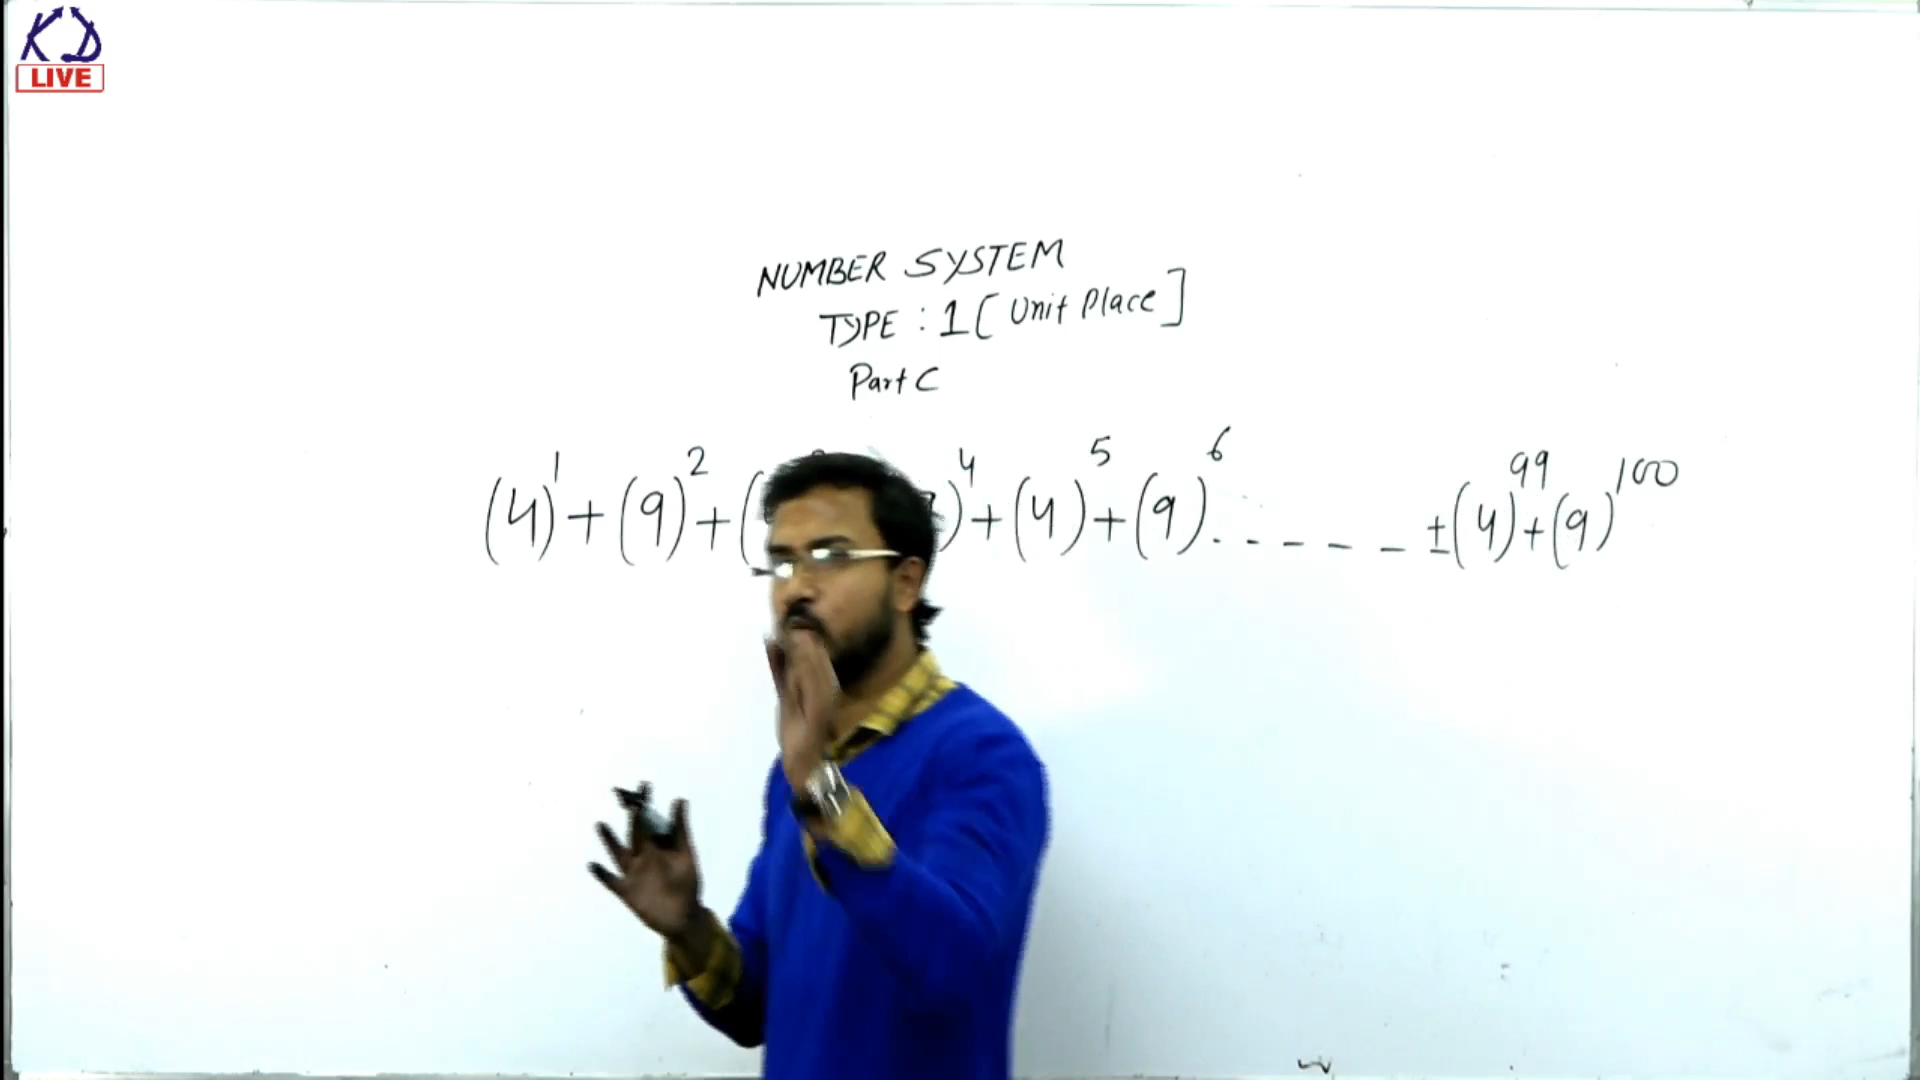 KD
LIVE
NUMBER SYSTEM
TYPE : 1 [ Unit Place ]
Part C
(4)¹ + (9)² + ( )⁴ + (4)⁵ + (9)⁶ . - - - - - ± (4)⁹⁹ + (9)¹⁰⁰